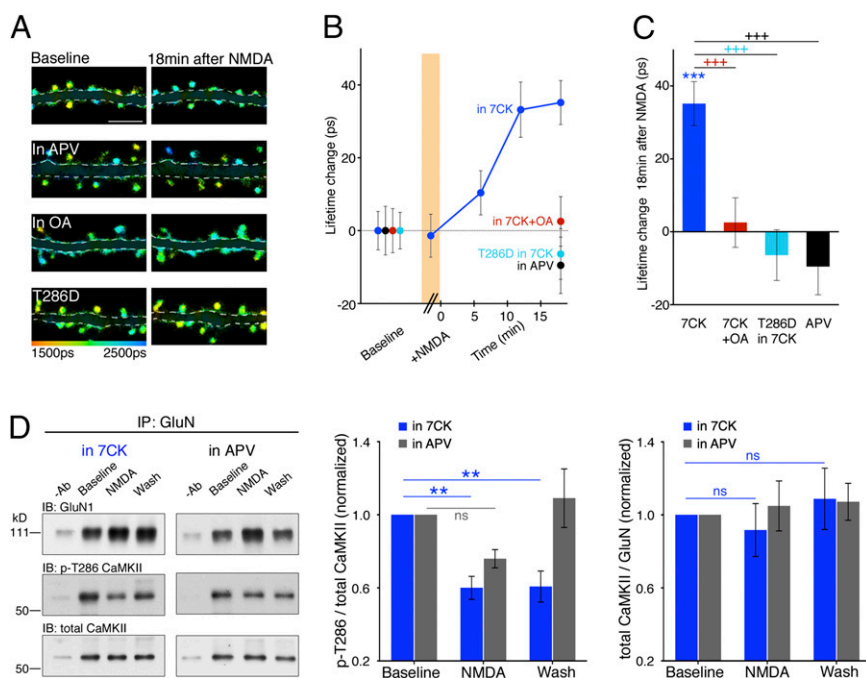 A
Baseline
18min after NMDA
In APV
In OA
T286D
1500ps
2500ps
B
Lifetime change (ps)
40
20
0
-20
in 7CK
in 7CK+OA
T286D in 7CK
in APV
0
5
10
15
Baseline
+NMDA
Time (min)
C
Lifetime change 18min after NMDA (ps)
40
20
0
-20
+++
+++
+++
***
7CK
7CK
+OA
T286D
in 7CK
APV
D
IP: GluN
in 7CK
in APV
-Ab
Baseline
NMDA
Wash
-Ab
Baseline
NMDA
Wash
kD
IB: GluN1
111
IB: p-T286 CaMKII
50
IB: total CaMKII
50
p-T286 / total CaMKII (normalized)
1.4
1.0
0.6
0.2
in 7CK
in APV
**
**
ns
Baseline
NMDA
Wash
total CaMKII / GluN (normalized)
1.4
1.0
0.6
0.2
in 7CK
in APV
ns
ns
Baseline
NMDA
Wash